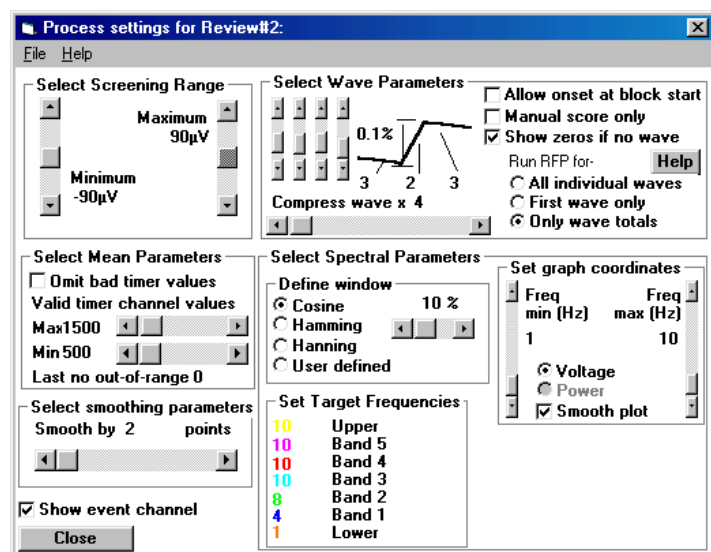 Process settings for Review#2:
File Help
Select Screening Range
Maximum
90µV
Minimum
-90µV
Select Wave Parameters
0.1%
3 2 3
Compress wave x 4
Allow onset at block start
Manual score only
Show zeros if no wave
Run RFP for-
Help
All individual waves
First wave only
Only wave totals
Select Mean Parameters
Omit bad timer values
Valid timer channel values
Max1500
Min 500
Last no out-of-range 0
Select smoothing parameters
Smooth by 2 points
Show event channel
Close
Select Spectral Parameters
Define window
Cosine 10 %
Hamming
Hanning
User defined
Set Target Frequencies
10 Upper
10 Band 5
10 Band 4
10 Band 3
8 Band 2
4 Band 1
1 Lower
Set graph coordinates
Freq Freq
min (Hz) max (Hz)
1 10
Voltage
Power
Smooth plot